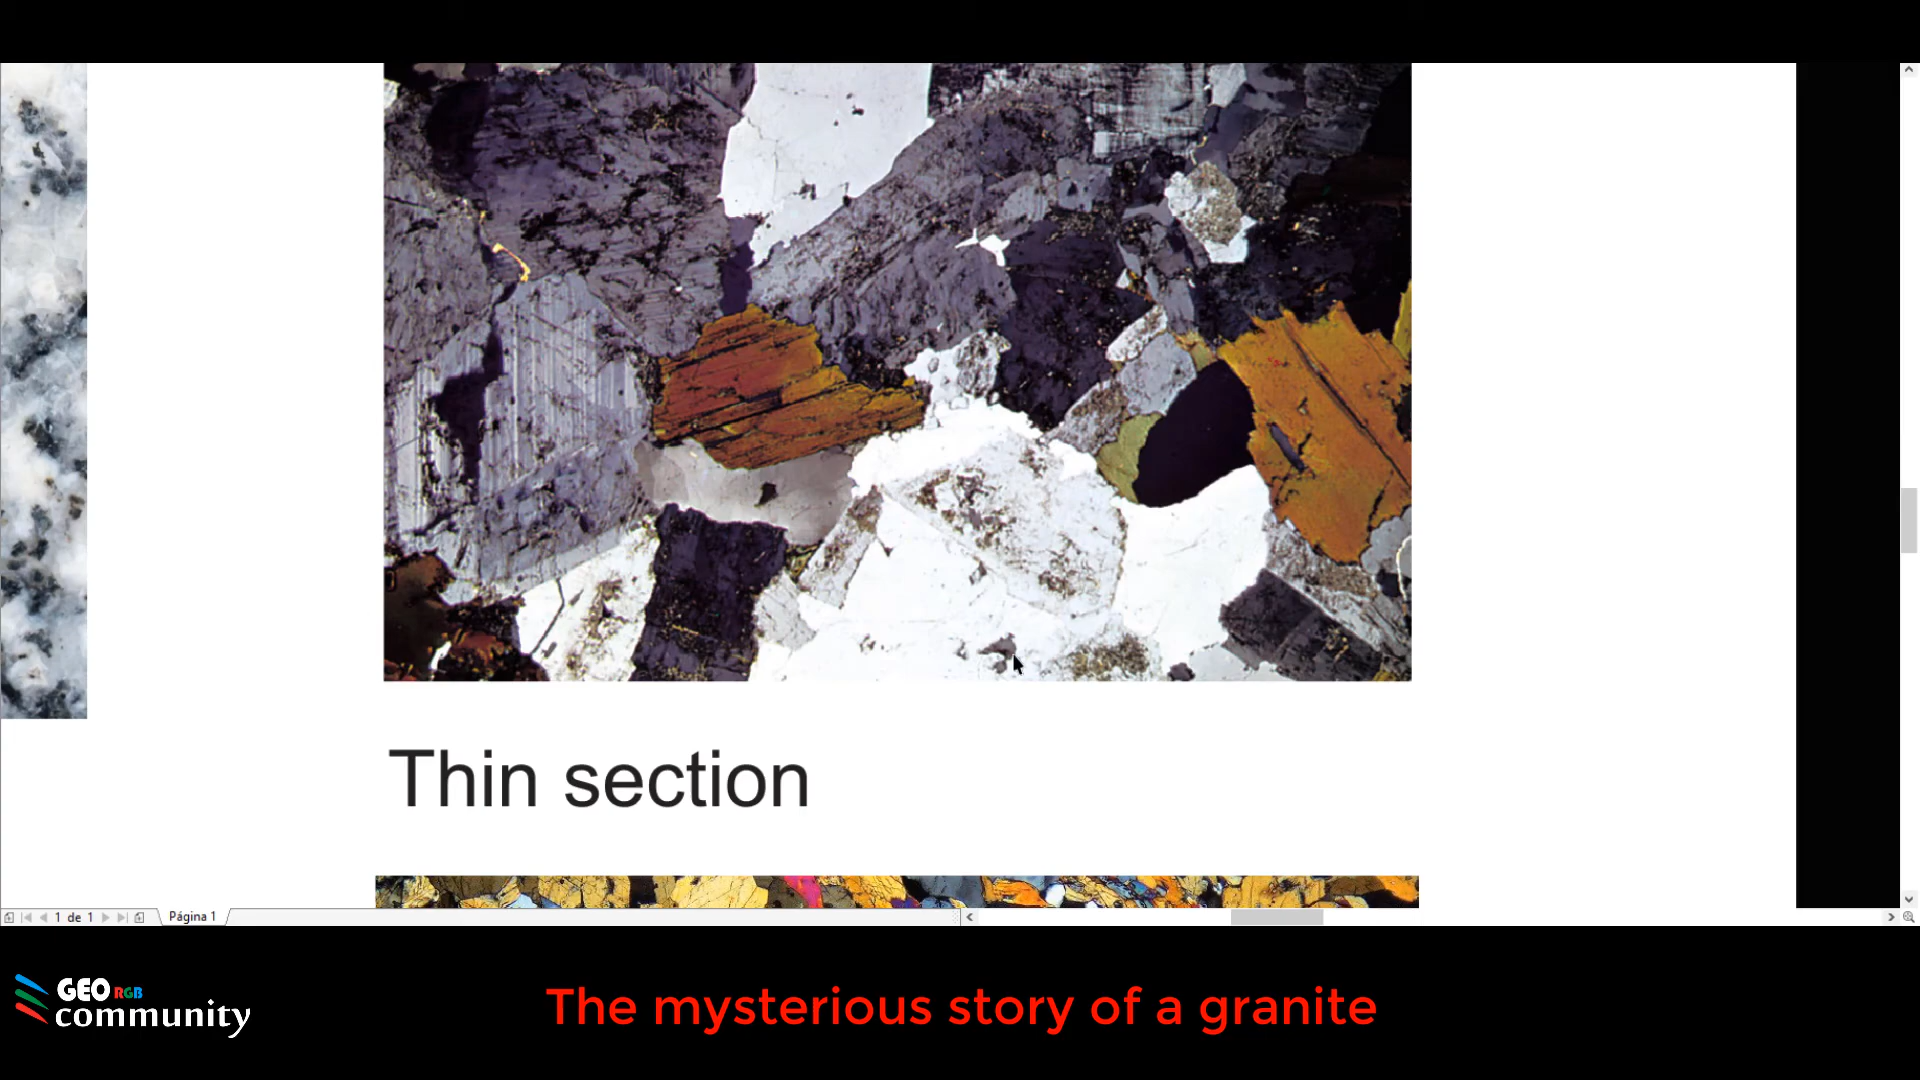 Thin section
1 de 1
Página 1
GEO RGB
community
The mysterious story of a granite